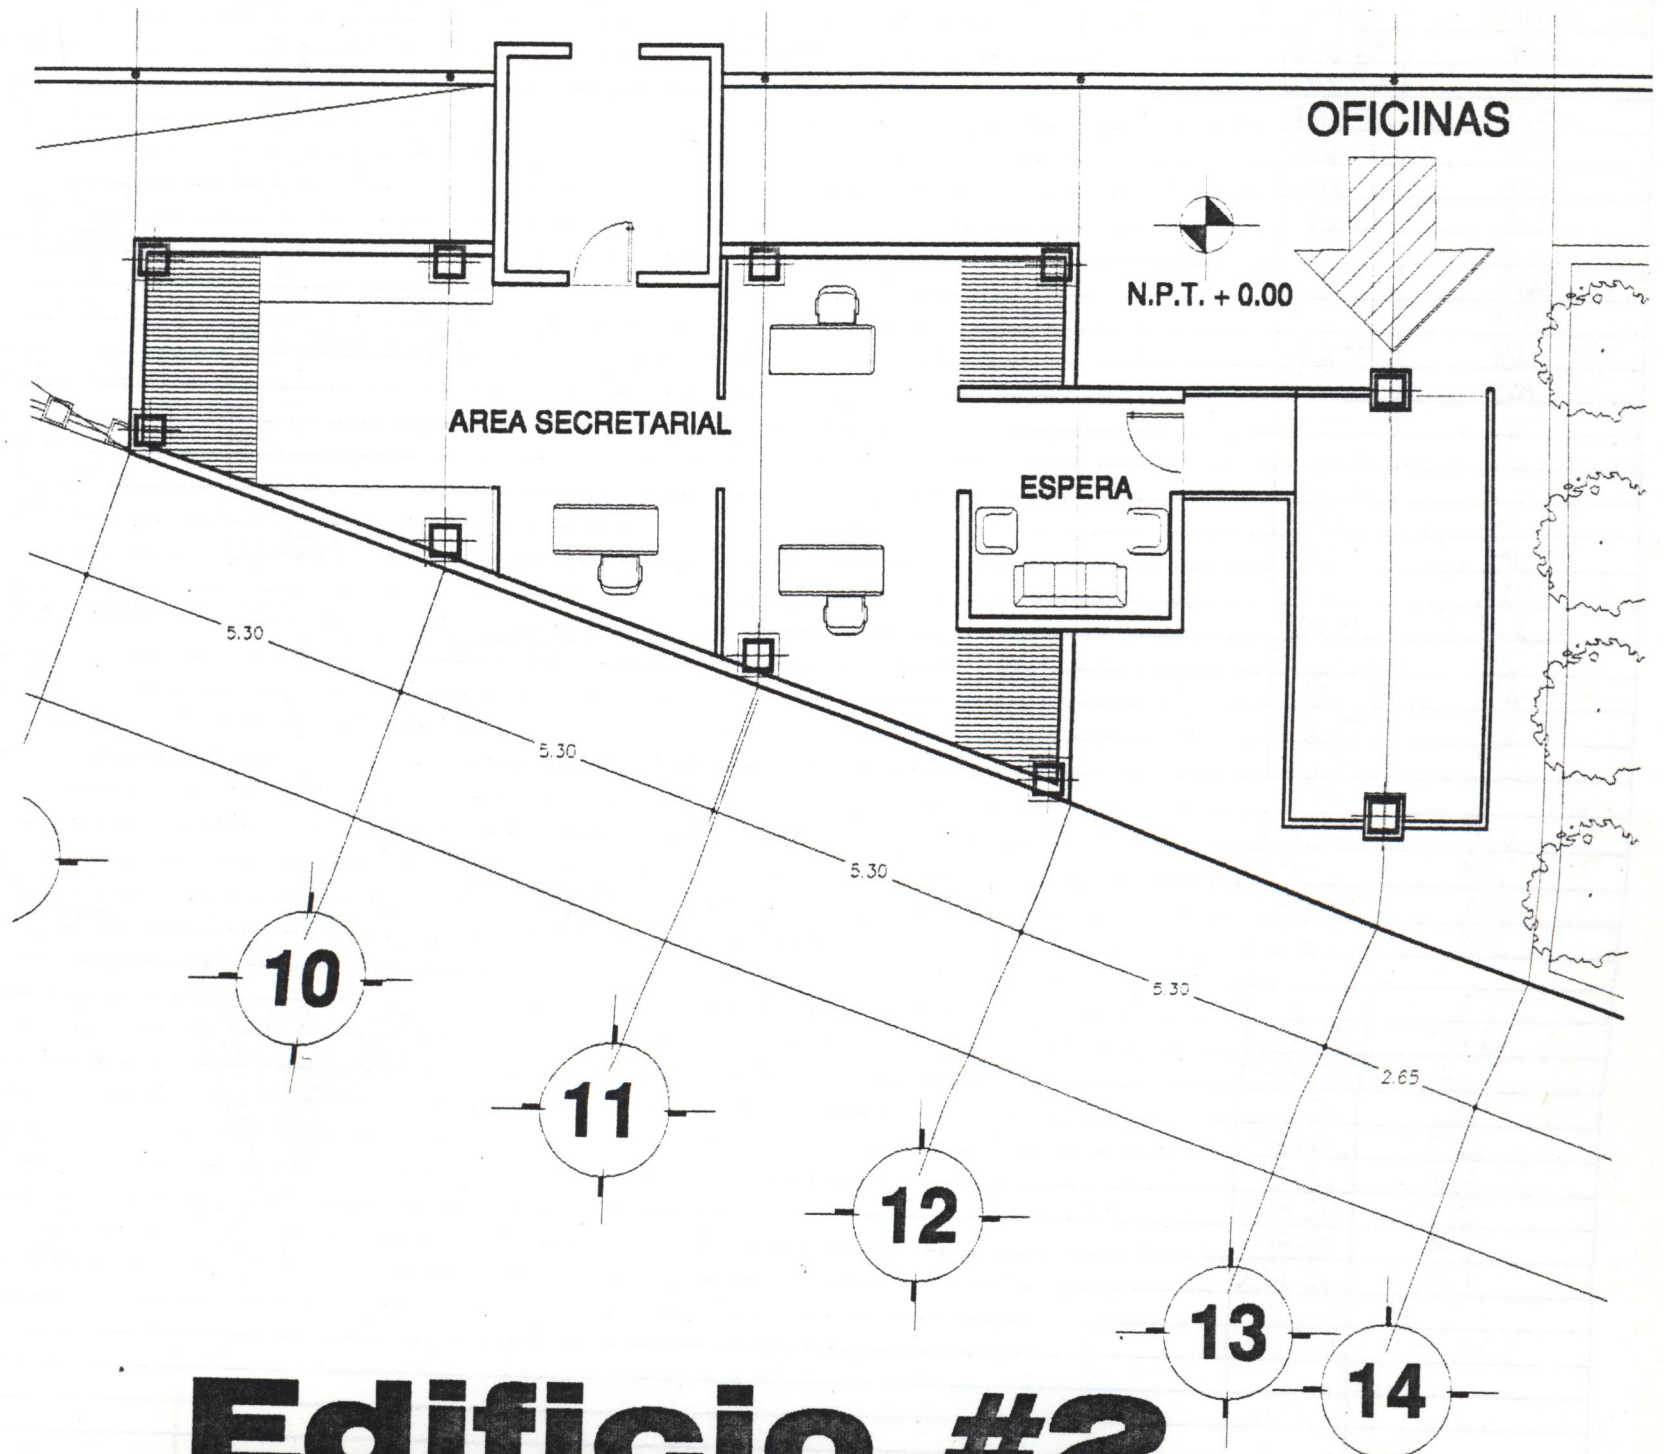 OFICINAS
N.P.T. + 0.00
AREA SECRETARIAL
ESPERA
5.30
5.30
5.30
5.30
2.65
10
11
12
13
14
Edificio #2